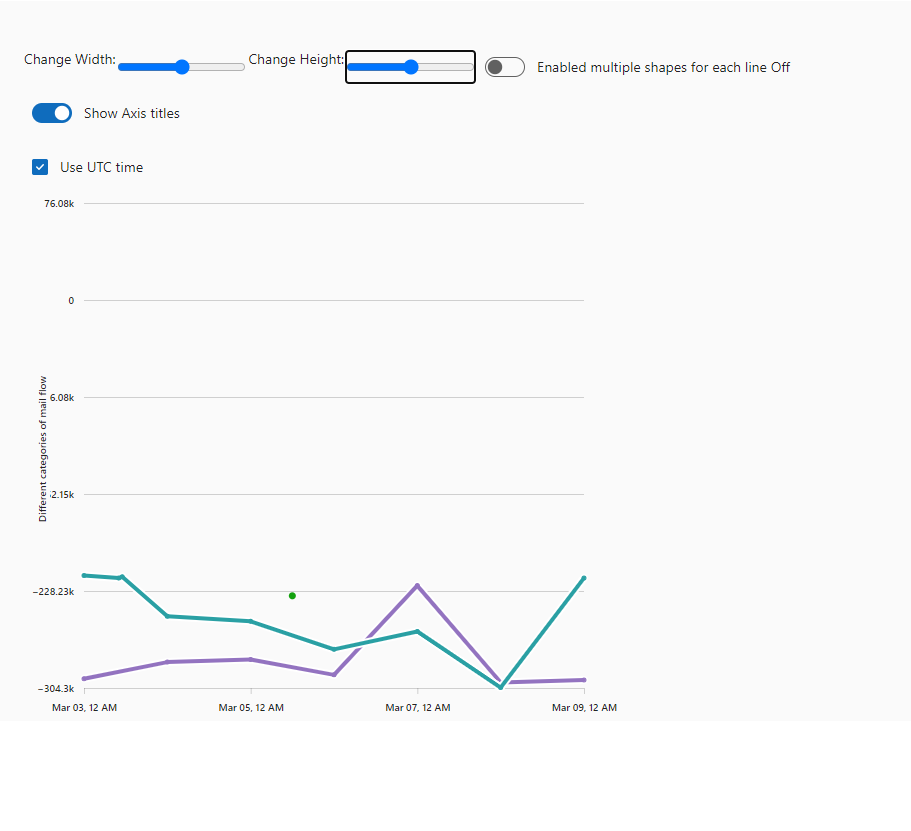 Change Width:
Change Height:
Enabled multiple shapes for each line Off
Show Axis titles
Use UTC time
76.08k
0
6.08k
2.15k
−228.23k
−304.3k
Different categories of mail flow
Mar 03, 12 AM
Mar 05, 12 AM
Mar 07, 12 AM
Mar 09, 12 AM